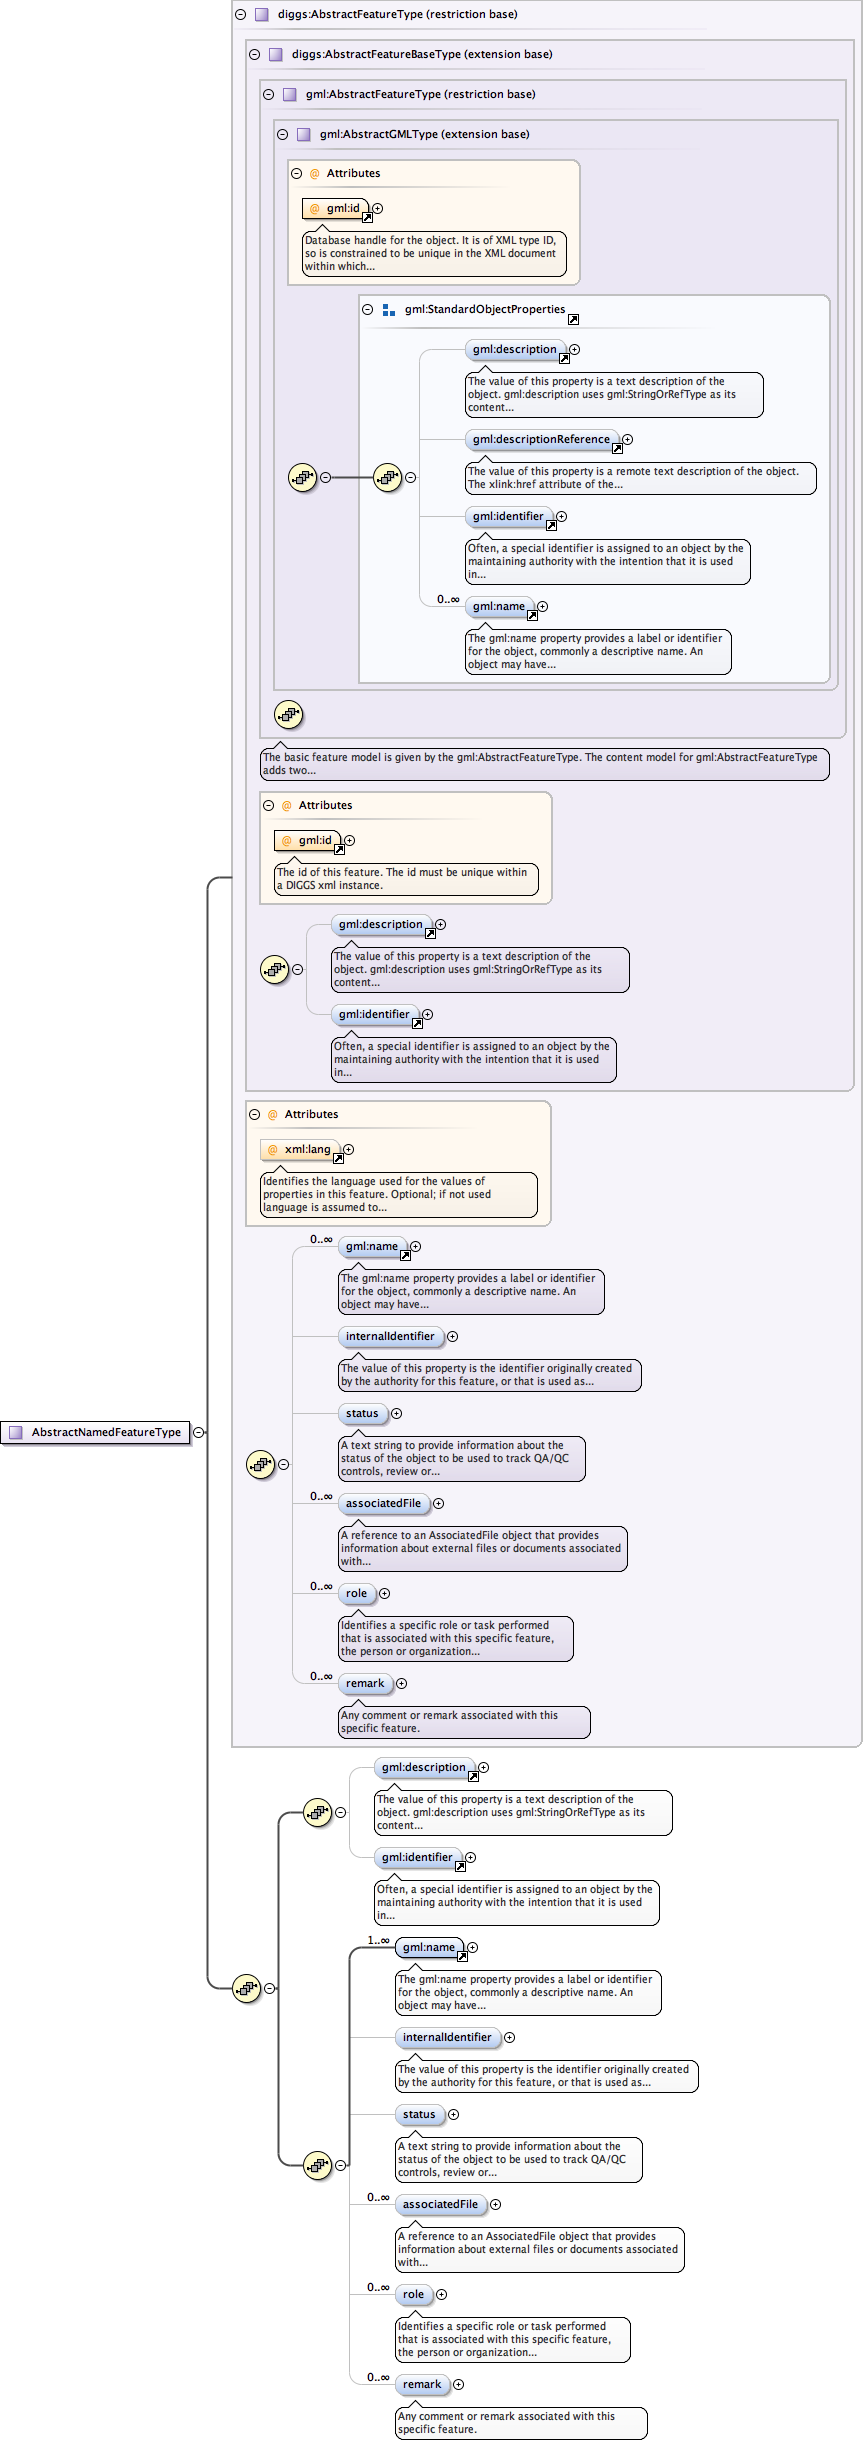 diggs:AbstractFeatureType (restriction base)
diggs:AbstractFeatureBaseType (extension base)
gml:AbstractFeatureType (restriction base)
gml:AbstractGMLType (extension base)
@ Attributes
@ gml:id
Database handle for the object. It is of XML type ID,
so is constrained to be unique in the XML document
within which...
gml:StandardObjectProperties
gml:description
The value of this property is a text description of the
object. gml:description uses gml:StringOrRefType as its
content...
gml:descriptionReference
The value of this property is a remote text description of the object.
The xlink:href attribute of the...
gml:identifier
Often, a special identifier is assigned to an object by the
maintaining authority with the intention that it is used
in...
0..∞
gml:name
The gml:name property provides a label or identifier
for the object, commonly a descriptive name. An
object may have...
The basic feature model is given by the gml:AbstractFeatureType. The content model for gml:AbstractFeatureType
adds two...
@ Attributes
@ gml:id
The id of this feature. The id must be unique within
a DIGGS xml instance.
gml:description
The value of this property is a text description of the
object. gml:description uses gml:StringOrRefType as its
content...
gml:identifier
Often, a special identifier is assigned to an object by the
maintaining authority with the intention that it is used
in...
@ Attributes
@ xml:lang
Identifies the language used for the values of
properties in this feature. Optional; if not used
language is assumed to...
0..∞
gml:name
The gml:name property provides a label or identifier
for the object, commonly a descriptive name. An
object may have...
internalIdentifier
The value of this property is the identifier originally created
by the authority for this feature, or that is used as...
status
A text string to provide information about the
status of the object to be used to track QA/QC
controls, review or...
AbstractNamedFeatureType
0..∞
associatedFile
A reference to an AssociatedFile object that provides
information about external files or documents associated
with...
0..∞
role
Identifies a specific role or task performed
that is associated with this specific feature,
the person or organization...
0..∞
remark
Any comment or remark associated with this
specific feature.
gml:description
The value of this property is a text description of the
object. gml:description uses gml:StringOrRefType as its
content...
gml:identifier
Often, a special identifier is assigned to an object by the
maintaining authority with the intention that it is used
in...
1..∞
gml:name
The gml:name property provides a label or identifier
for the object, commonly a descriptive name. An
object may have...
internalIdentifier
The value of this property is the identifier originally created
by the authority for this feature, or that is used as...
status
A text string to provide information about the
status of the object to be used to track QA/QC
controls, review or...
0..∞
associatedFile
A reference to an AssociatedFile object that provides
information about external files or documents associated
with...
0..∞
role
Identifies a specific role or task performed
that is associated with this specific feature,
the person or organization...
0..∞
remark
Any comment or remark associated with this
specific feature.